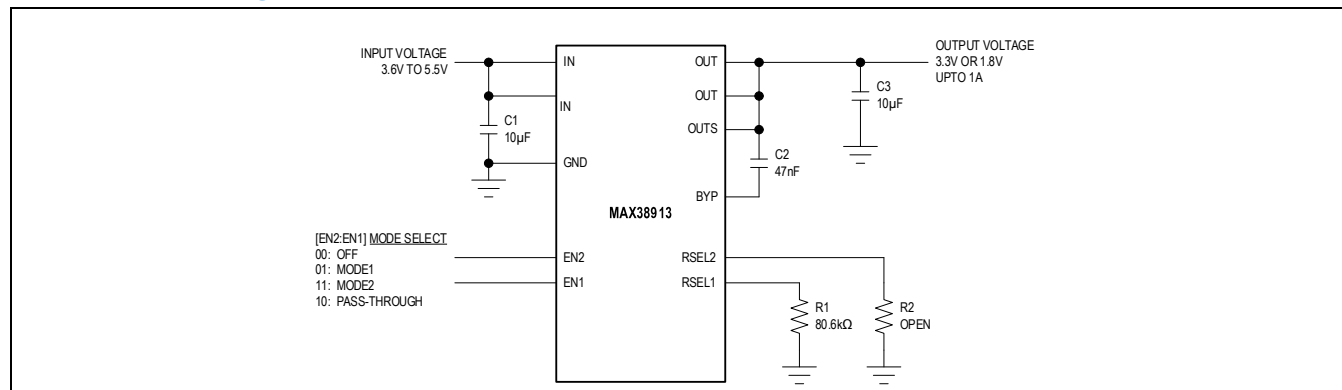 INPUT VOLTAGE
3.6V TO 5.5V
IN
OUT
OUTPUT VOLTAGE
3.3V OR 1.8V
UPTO 1A
IN
OUT
C1
10µF
C3
10µF
OUTS
GND
C2
47nF
BYP
MAX38913
[EN2:EN1] MODE SELECT
00: OFF
01: MODE1
11: MODE2
10: PASS-THROUGH
EN2
EN1
RSEL2
RSEL1
R1
80.6kΩ
R2
OPEN